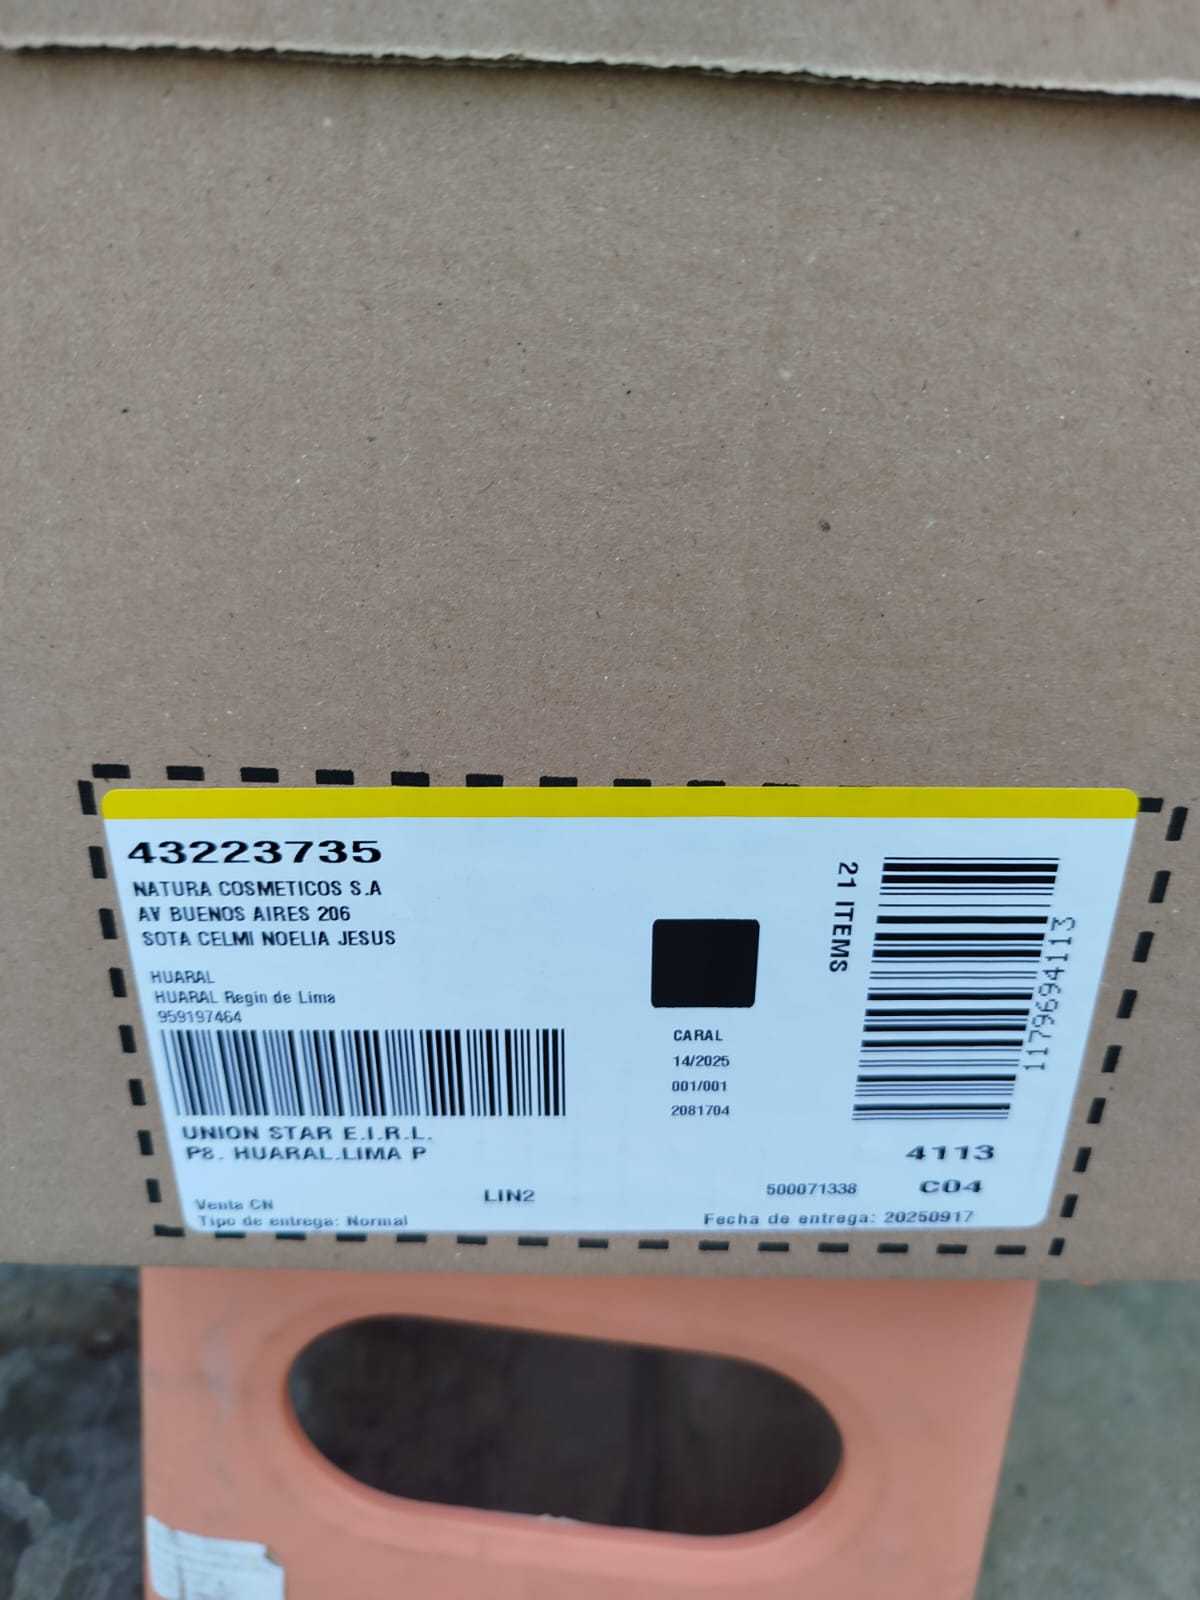 43223735
NATURA COSMETICOS S.A
AV BUENOS AIRES 206
SOTA CELMI NOELIA JESUS
HUARAL
HUARAL Regin de Lima
959197464
UNION STAR E.I.R.L.
P8. HUARAL.LIMA P
Venta CN
Tipo de entrega: Normal
LIN2
CARAL
14/2025
001/001
2081704
21 ITEMS
1179694113
4113
500071338
C04
Fecha de entrega: 20250917